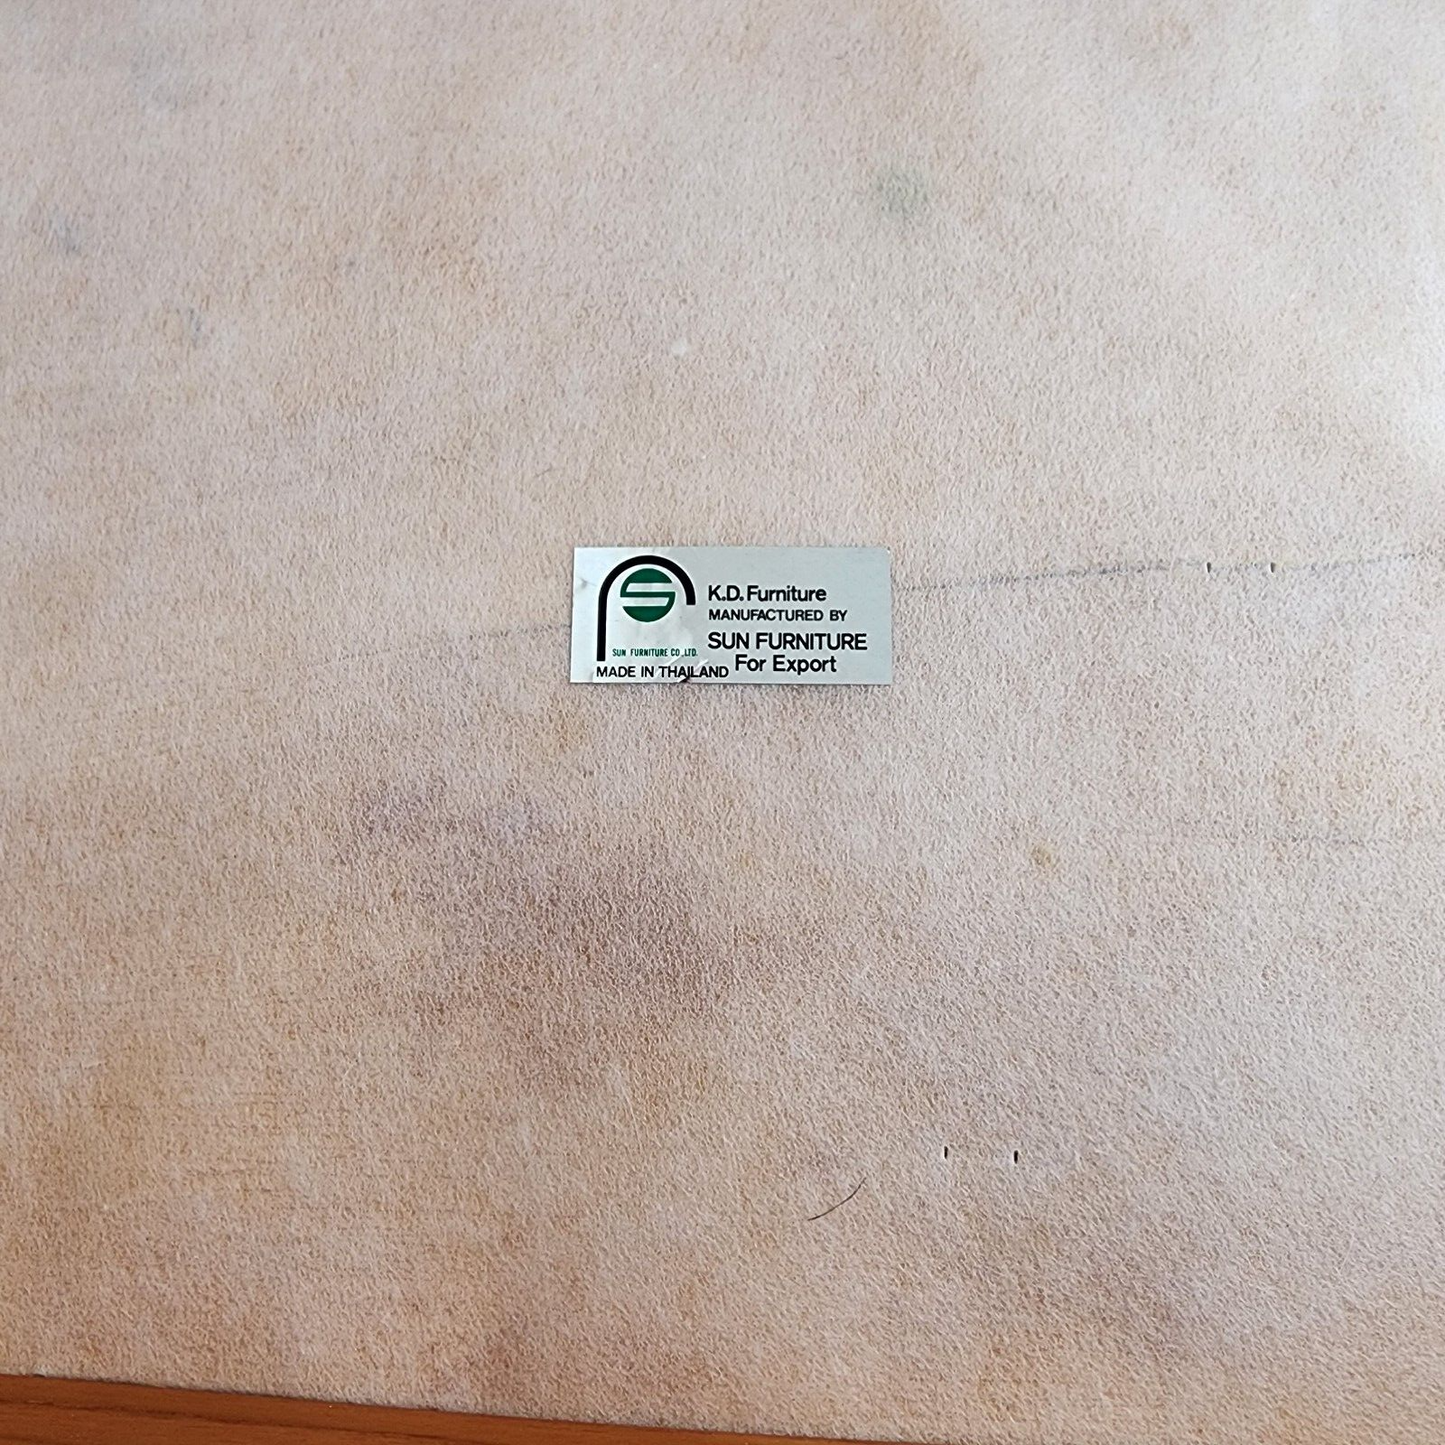 S
SUN FURNITURE CO.,LTD.
MADE IN THAILAND
K.D. Furniture
MANUFACTURED BY
SUN FURNITURE
For Export